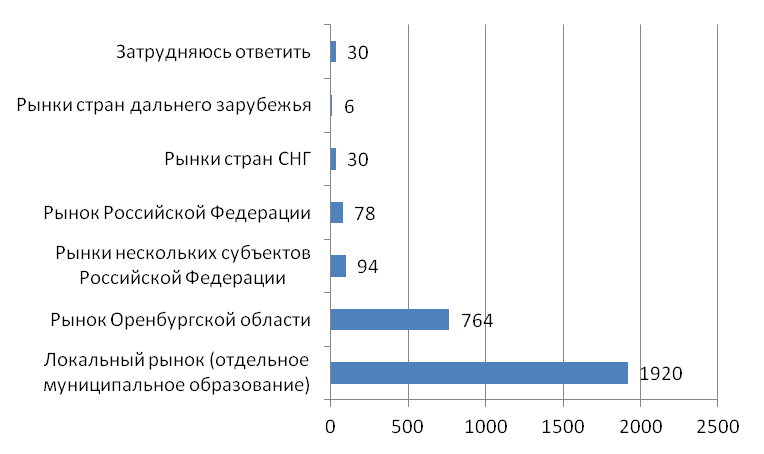 Затрудняюсь ответить
30
Рынки стран дальнего зарубежья
6
Рынки стран СНГ
30
Рынок Российской Федерации
78
Рынки нескольких субъектов
Российской Федерации
94
Рынок Оренбургской области
764
Локальный рынок (отдельное
муниципальное образование)
1920
0 500 1000 1500 2000 2500